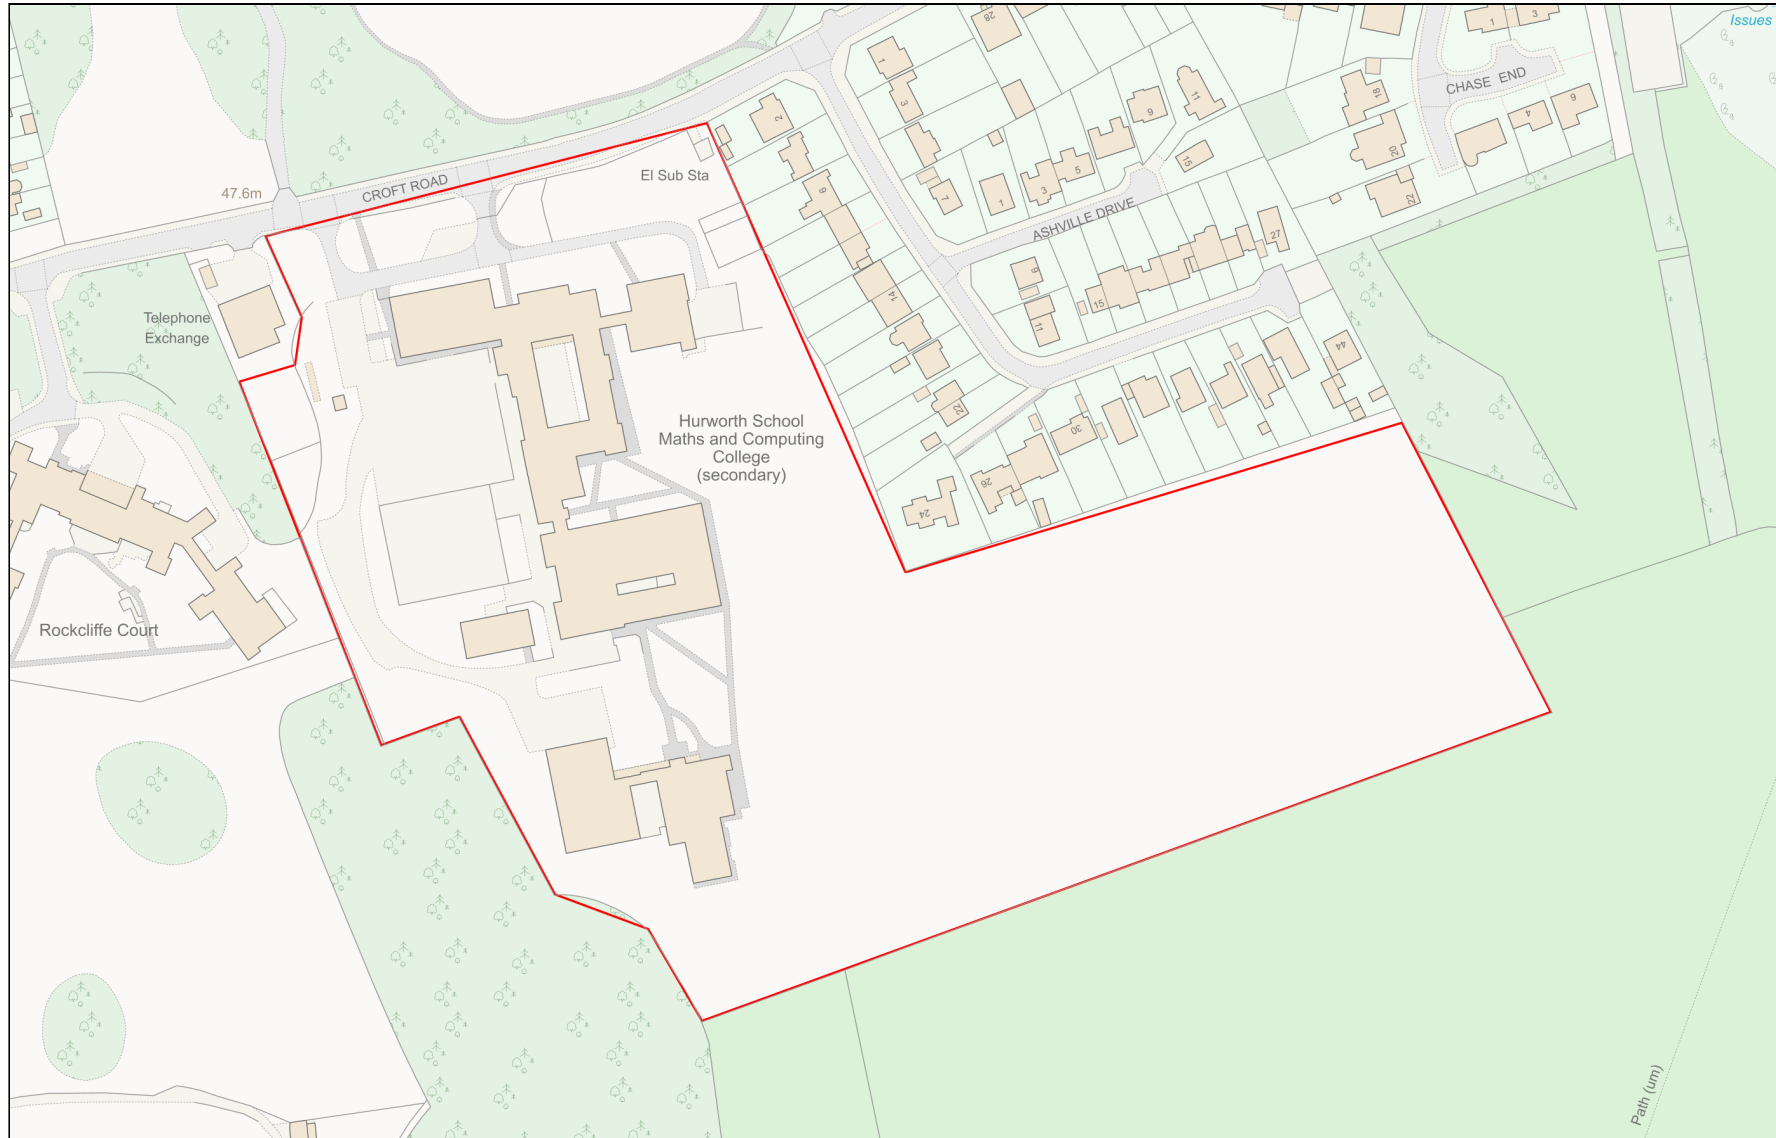 Issues
28
1
3
1
3
CHASE END
4
6
18
20
22
2
3
7
1
3
5
9
11
15
ASHVILLE DRIVE
CROFT ROAD
47.6m
El Sub Sta
8
14
9
11
15
27
22
24
26
30
44
Telephone
Exchange
Hurworth School
Maths and Computing
College
(secondary)
Rockcliffe Court
Path (um)